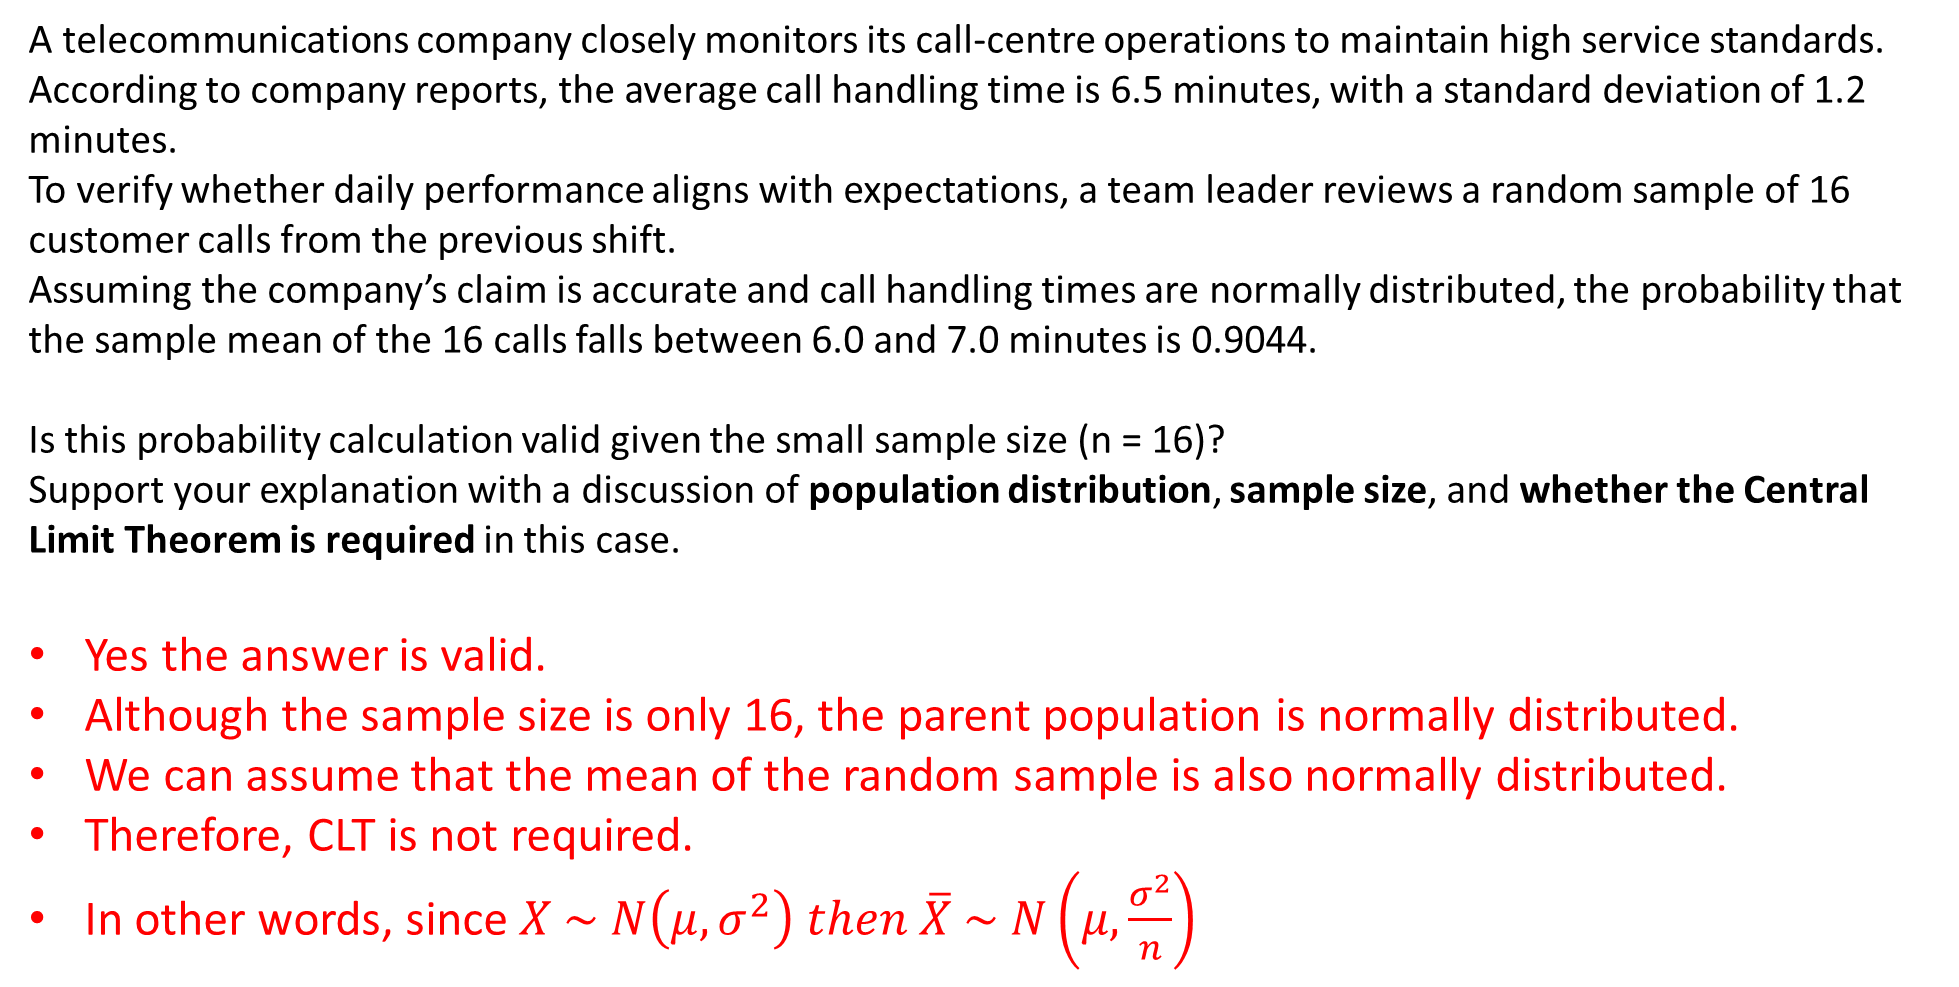 A telecommunications company closely monitors its call-centre operations to maintain high service standards.
According to company reports, the average call handling time is 6.5 minutes, with a standard deviation of 1.2
minutes.
To verify whether daily performance aligns with expectations, a team leader reviews a random sample of 16
customer calls from the previous shift.
Assuming the company’s claim is accurate and call handling times are normally distributed, the probability that
the sample mean of the 16 calls falls between 6.0 and 7.0 minutes is 0.9044.
Is this probability calculation valid given the small sample size (n = 16)?
Support your explanation with a discussion of population distribution, sample size, and whether the Central
Limit Theorem is required in this case.
• Yes the answer is valid.
• Although the sample size is only 16, the parent population is normally distributed.
• We can assume that the mean of the random sample is also normally distributed.
• Therefore, CLT is not required.
• In other words, since X ~ N(μ, σ²) then X̄ ~ N(μ, σ²/n)